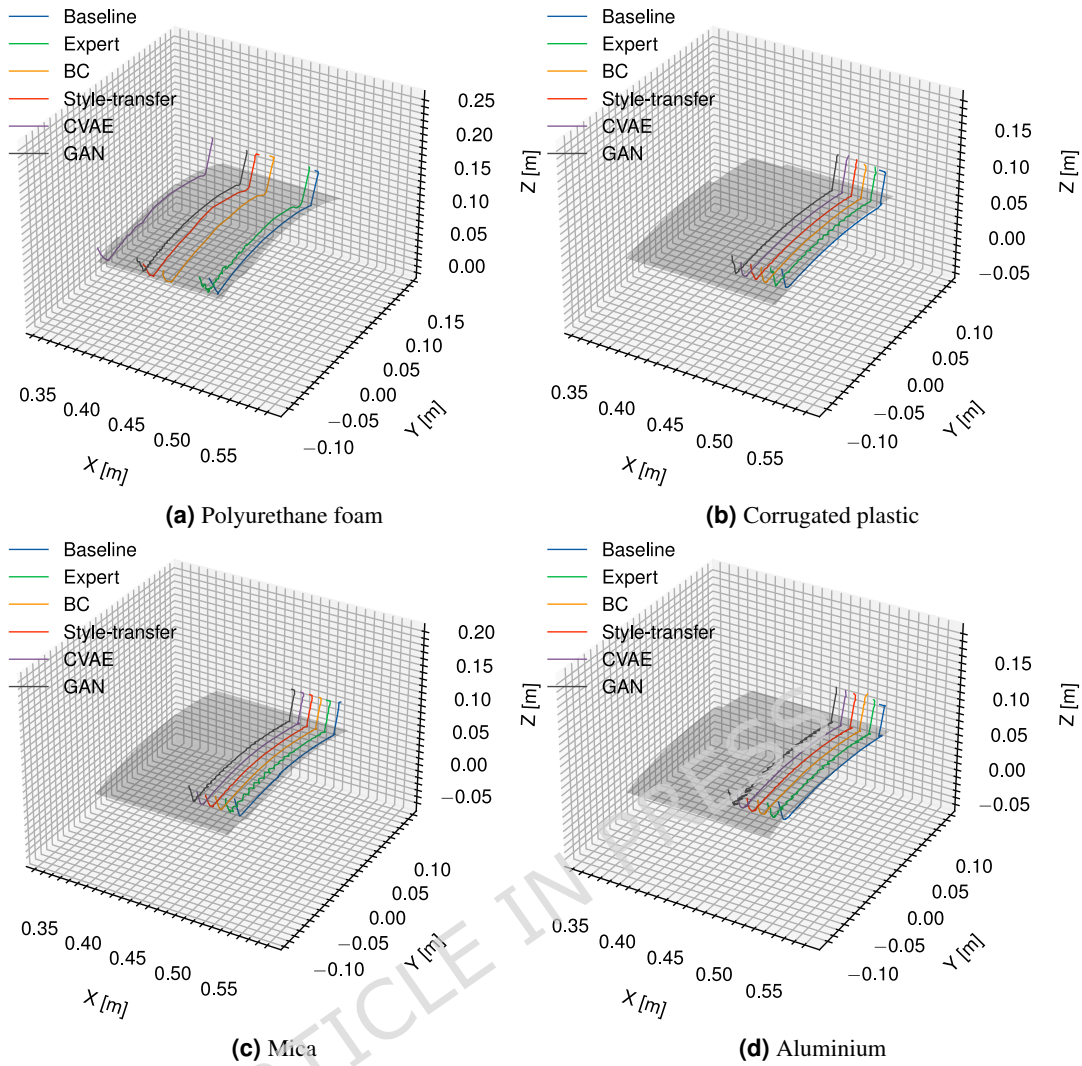 Baseline
Expert
BC
Style-transfer
CVAE
GAN
0.25
0.20
0.15
0.10
0.05
0.00
Z [m]
0.15
0.10
0.05
0.00
−0.05
−0.10
Y [m]
0.35
0.40
0.45
0.50
0.55
X [m]
(a) Polyurethane foam
Baseline
Expert
BC
Style-transfer
CVAE
GAN
0.15
0.10
0.05
0.00
−0.05
Z [m]
0.10
0.05
0.00
−0.05
−0.10
Y [m]
0.35
0.40
0.45
0.50
0.55
X [m]
(b) Corrugated plastic
Baseline
Expert
BC
Style-transfer
CVAE
GAN
0.20
0.15
0.10
0.05
0.00
−0.05
Z [m]
0.10
0.05
0.00
−0.05
−0.10
Y [m]
0.35
0.40
0.45
0.50
0.55
X [m]
(c) Mica
Baseline
Expert
BC
Style-transfer
CVAE
GAN
0.15
0.10
0.05
0.00
−0.05
Z [m]
0.10
0.05
0.00
−0.05
−0.10
Y [m]
0.35
0.40
0.45
0.50
0.55
X [m]
(d) Aluminium
TICLE IN PRESS